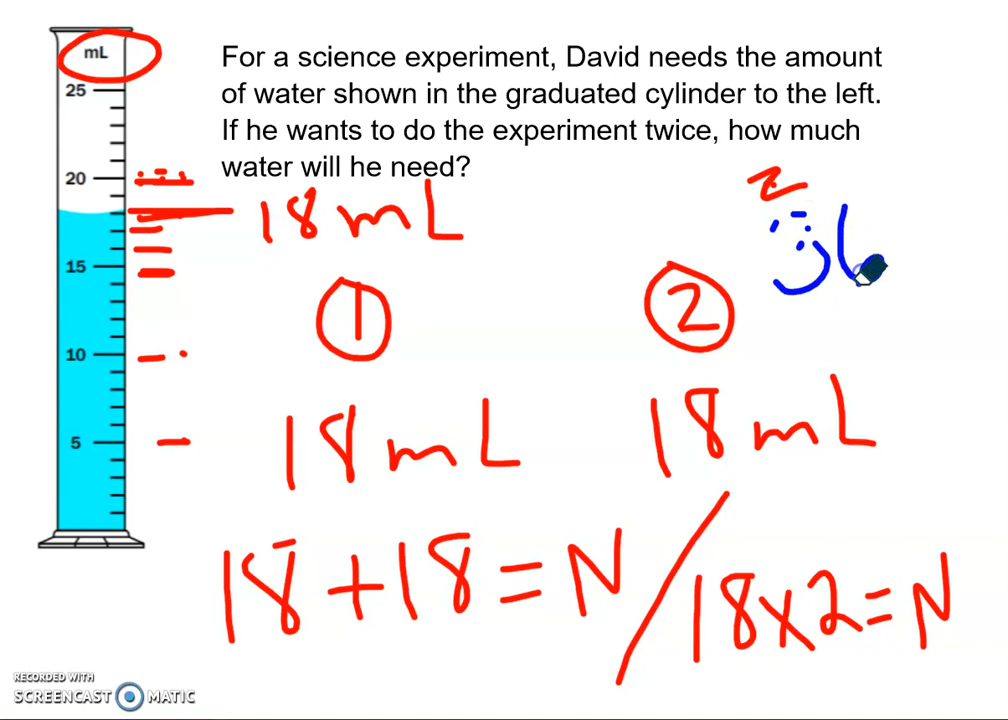 mL
25
20
15
10
5
For a science experiment, David needs the amount
of water shown in the graduated cylinder to the left.
If he wants to do the experiment twice, how much
water will he need?
18 mL
36
1
2
18 mL
18 mL
18 + 18 = N / 18 x 2 = N
RECORDED WITH
SCREENCAST MATIC